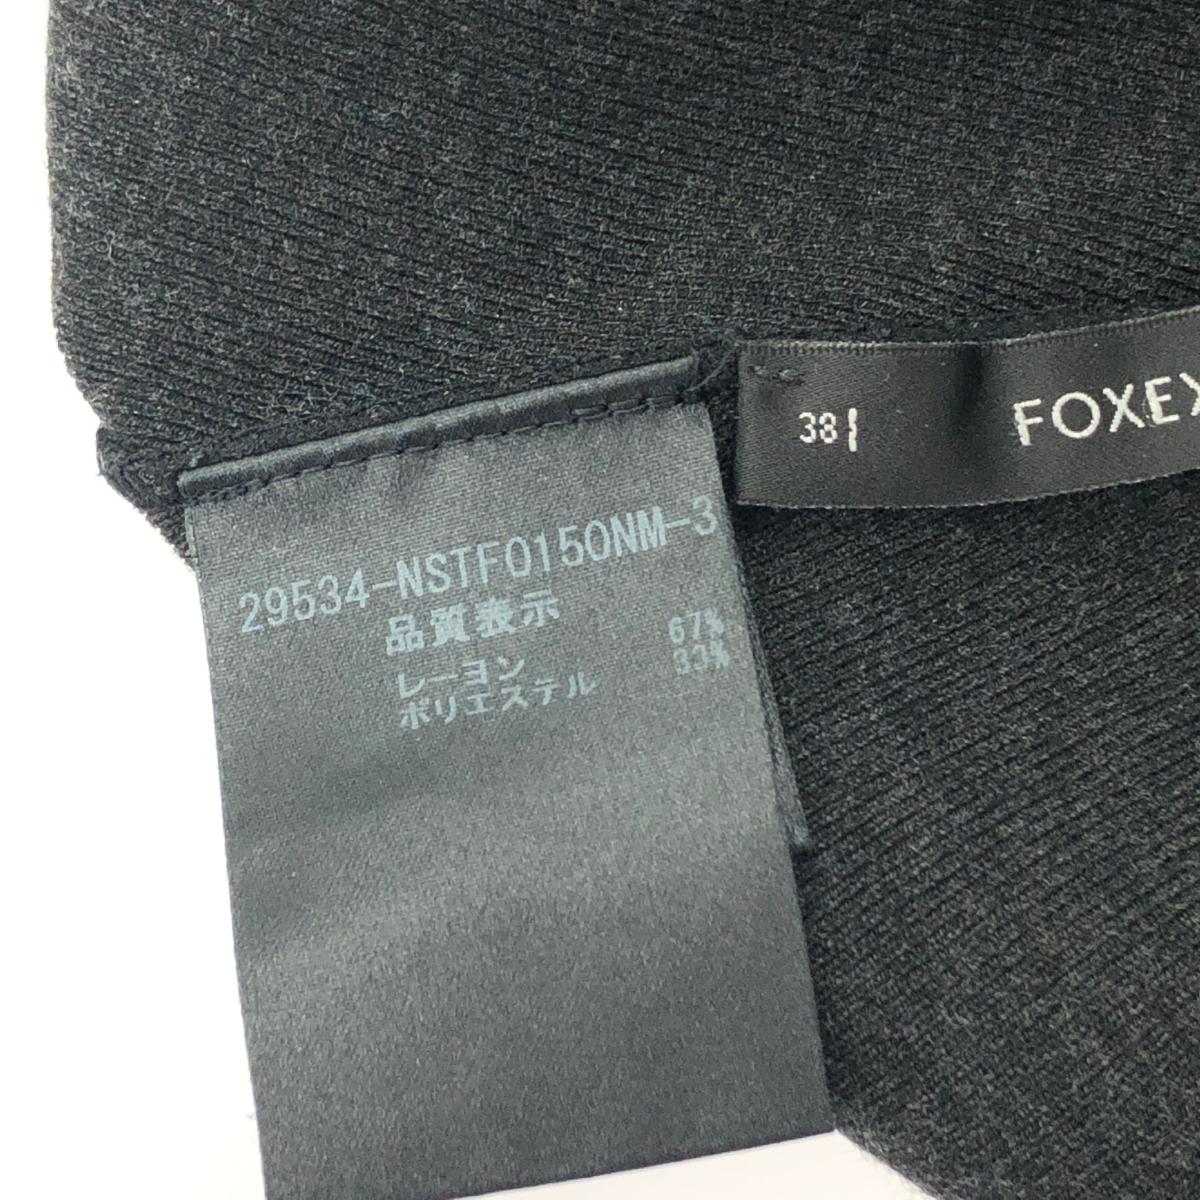 38
FOXEY
29534-NSTF0150NM-3
品質表示
レーヨン 67%
ポリエステル 33%